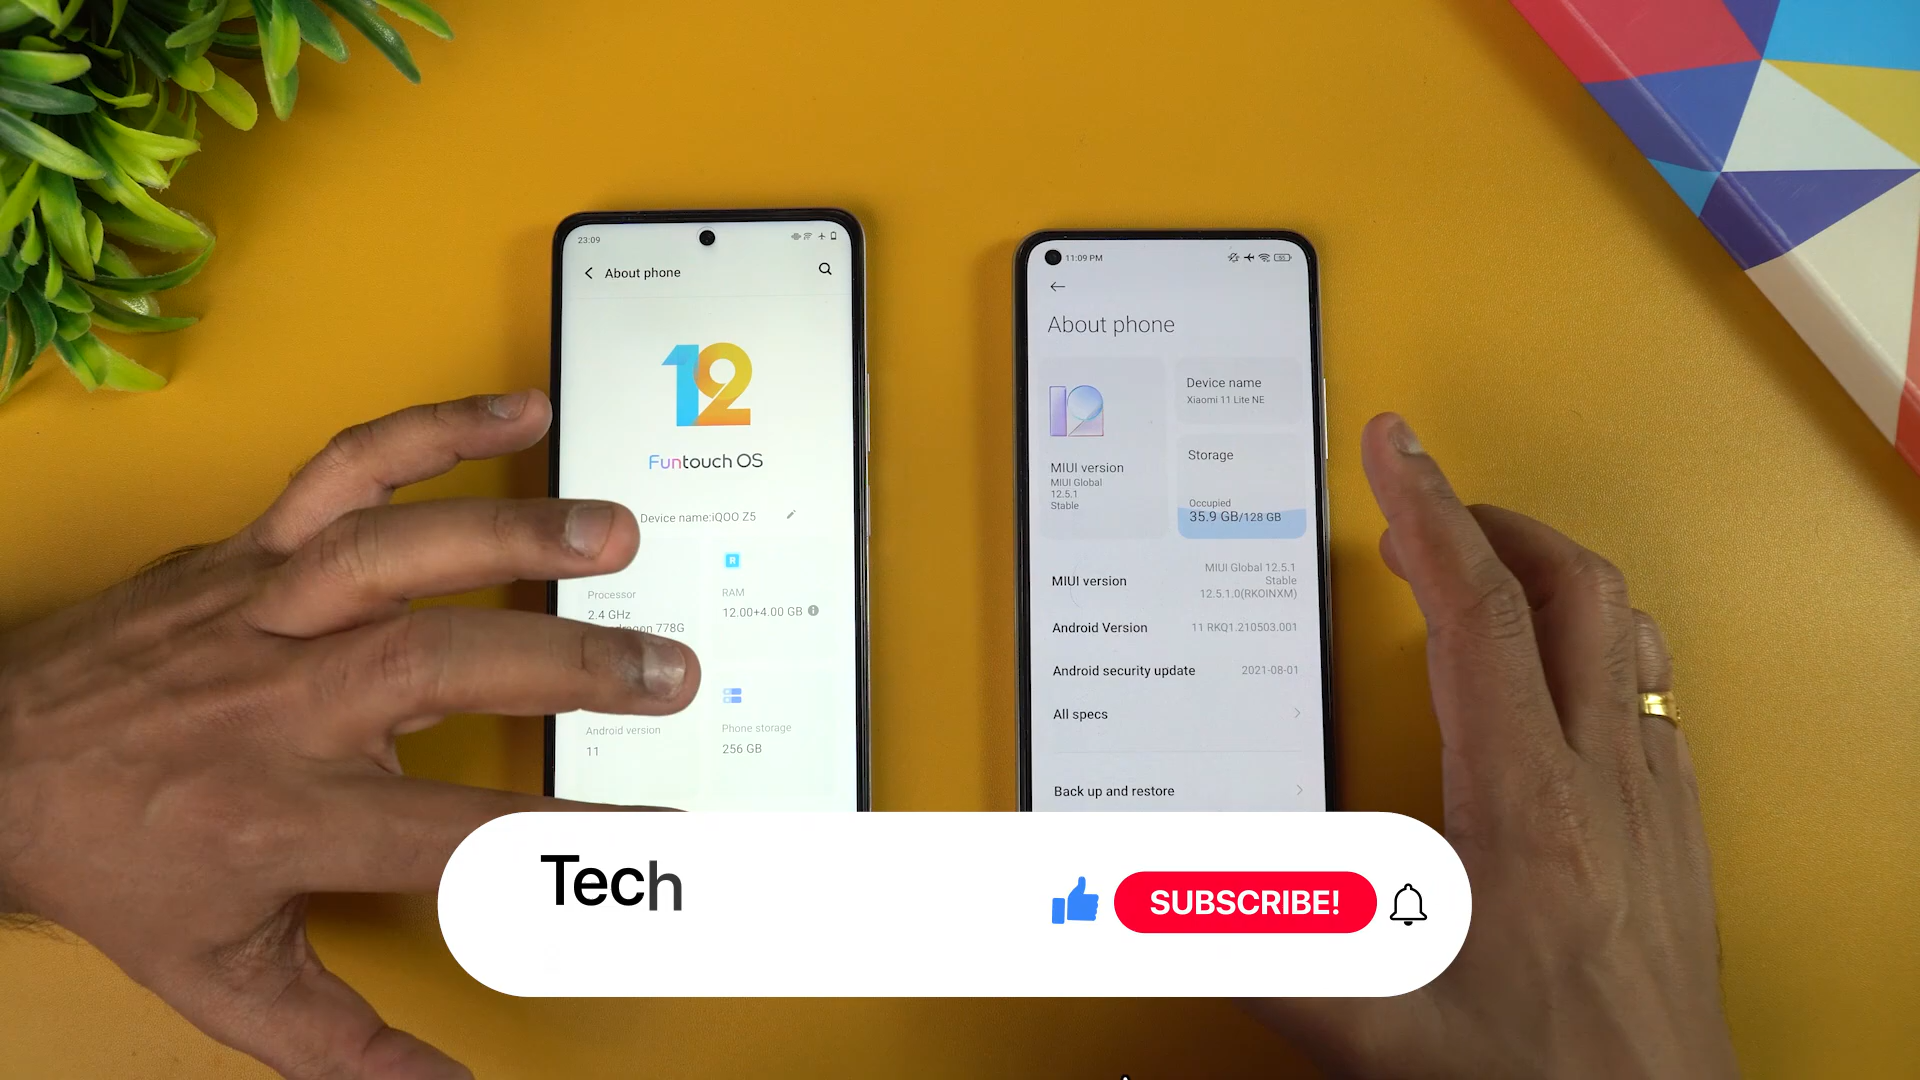 23:09
About phone
12
Funtouch OS
Device name:iQOO Z5
Processor
2.4 GHz
778G
R
RAM
12.00+4.00 GB
Android version
11
Phone storage
256 GB
11:09 PM
55
About phone
12
MIUI version
MIUI Global
12.5.1
Stable
Device name
Xiaomi 11 Lite NE
Storage
Occupied
35.9 GB/128 GB
MIUI version
MIUI Global 12.5.1
Stable
12.5.1.0(RKOINXM)
Android Version
11 RKQ1.210503.001
Android security update
2021-08-01
All specs
Back up and restore
Tech
SUBSCRIBE!